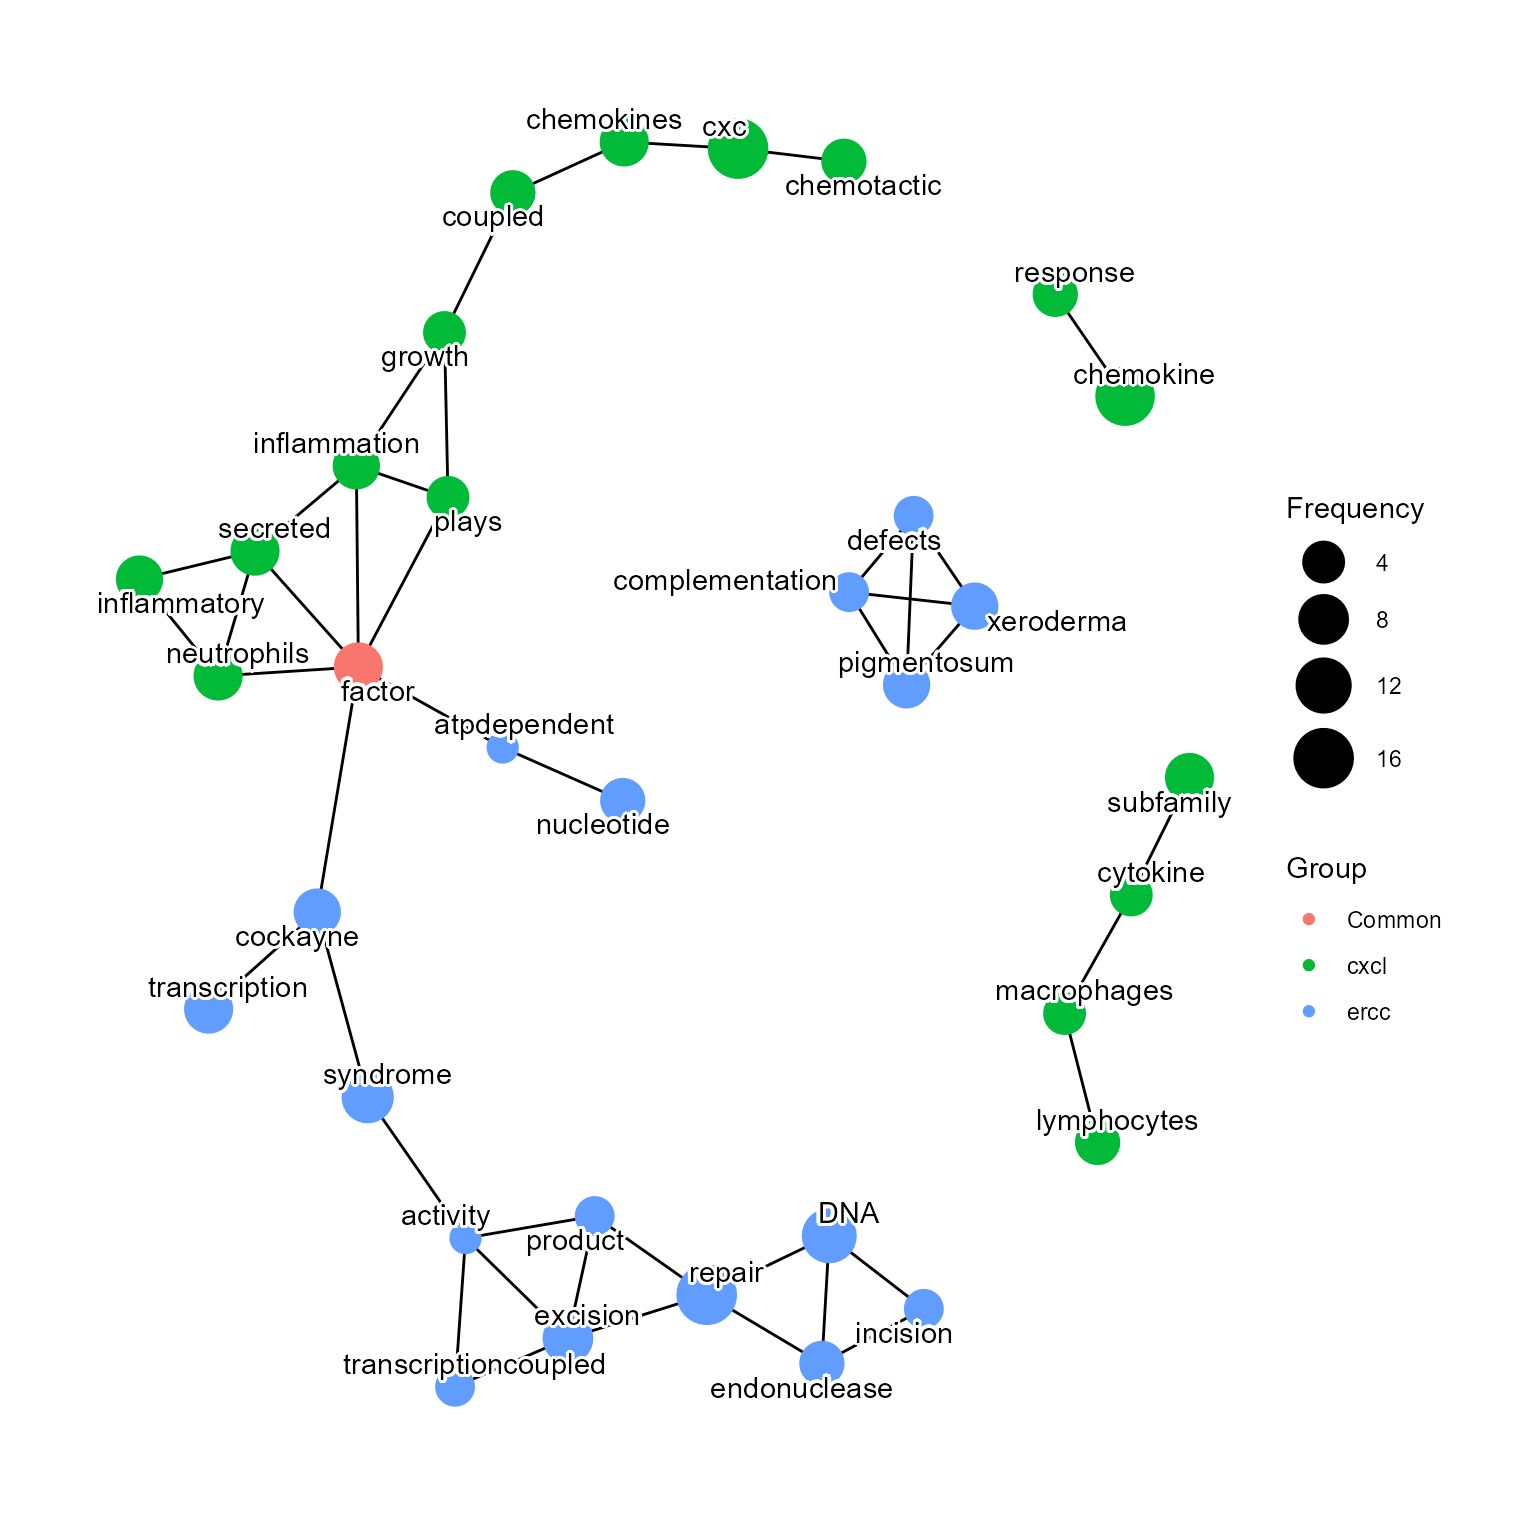 chemokines
cxc
chemotactic
coupled
response
growth
chemokine
inflammation
secreted
plays
defects
complementation
inflammatory
xeroderma
neutrophils
pigmentosum
factor
atpdependent
nucleotide
subfamily
cytokine
cockayne
transcription
macrophages
syndrome
lymphocytes
activity
DNA
product
repair
excision
incision
transcriptioncoupled
endonuclease
Frequency
4
8
12
16
Group
Common
cxcl
ercc